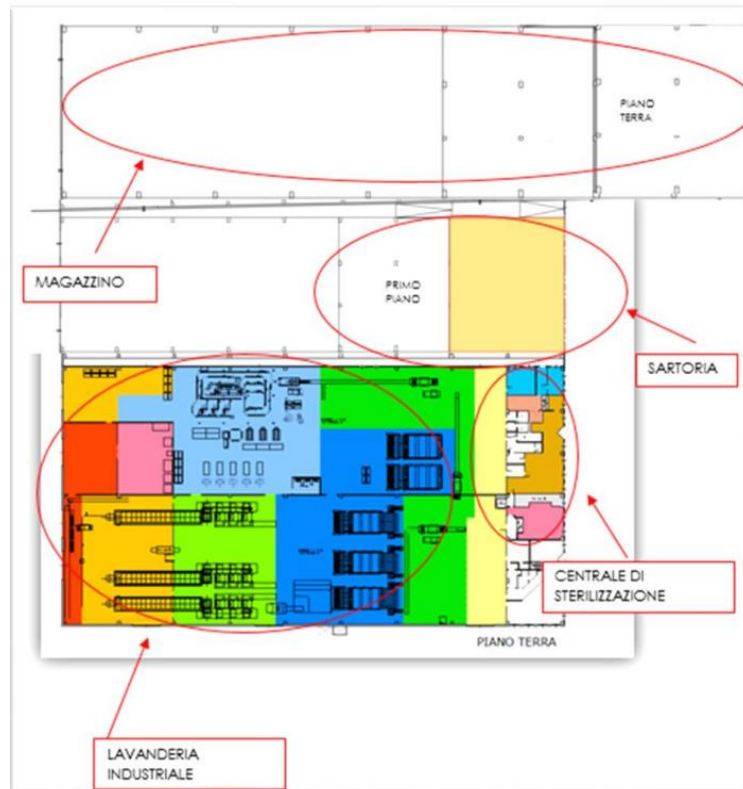 PIANO
TERRA
MAGAZZINO
PRIMO
PIANO
SARTORIA
CENTRALE DI
STERILIZZAZIONE
PIANO TERRA
LAVANDERIA
INDUSTRIALE